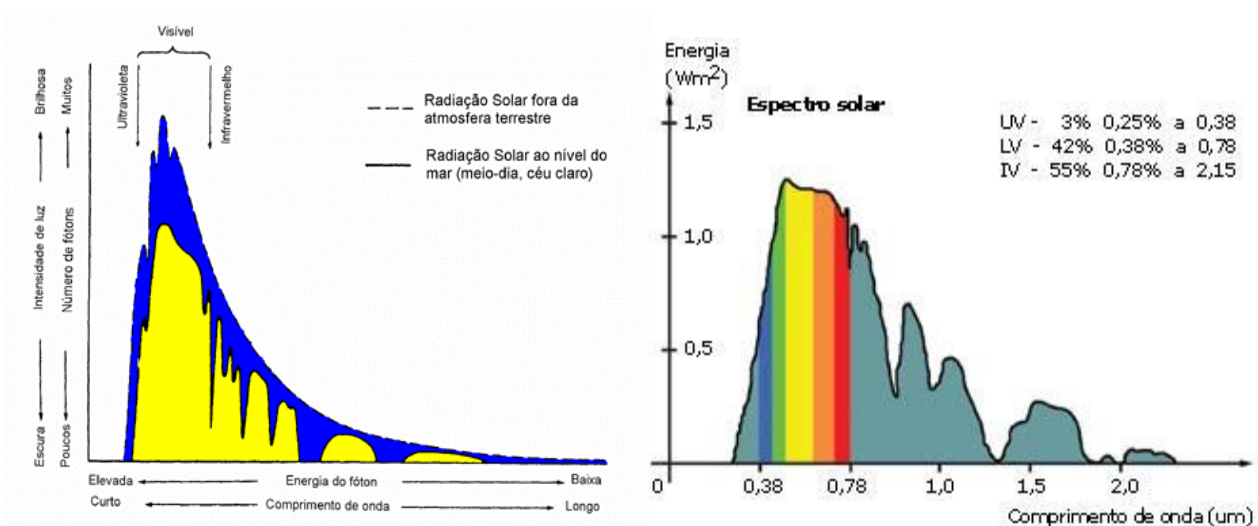 Visível
Ultravioleta
Infravermelho
Radiação Solar fora da
atmosfera terrestre
Radiação Solar ao nível do
mar (meio-dia, céu claro)
Brilhosa
Muitos
Intensidade de luz
Número de fótons
Escura
Poucos
Elevada
Energia do fóton
Baixa
Curto
Comprimento de onda
Longo
Energia
(Wm2)
Espectro solar
UV - 3% 0,25% a 0,38
LV - 42% 0,38% a 0,78
IV - 55% 0,78% a 2,15
1,5
1,0
0,5
0
0,38
0,78
1,0
1,5
2,0
Comprimento de onda (um)